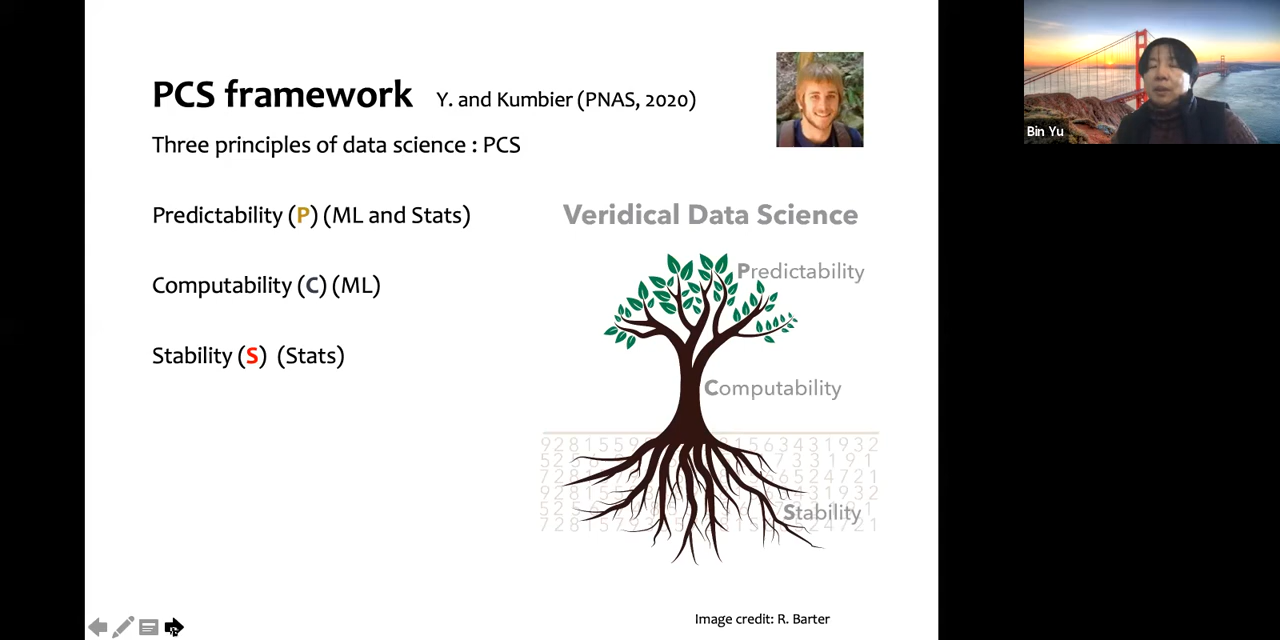 PCS framework Y. and Kumbier (PNAS, 2020)
Three principles of data science : PCS
Predictability (P) (ML and Stats)
Computability (C) (ML)
Stability (S) (Stats)
Veridical Data Science
Predictability
Computability
Stability
Image credit: R. Barter
Bin Yu